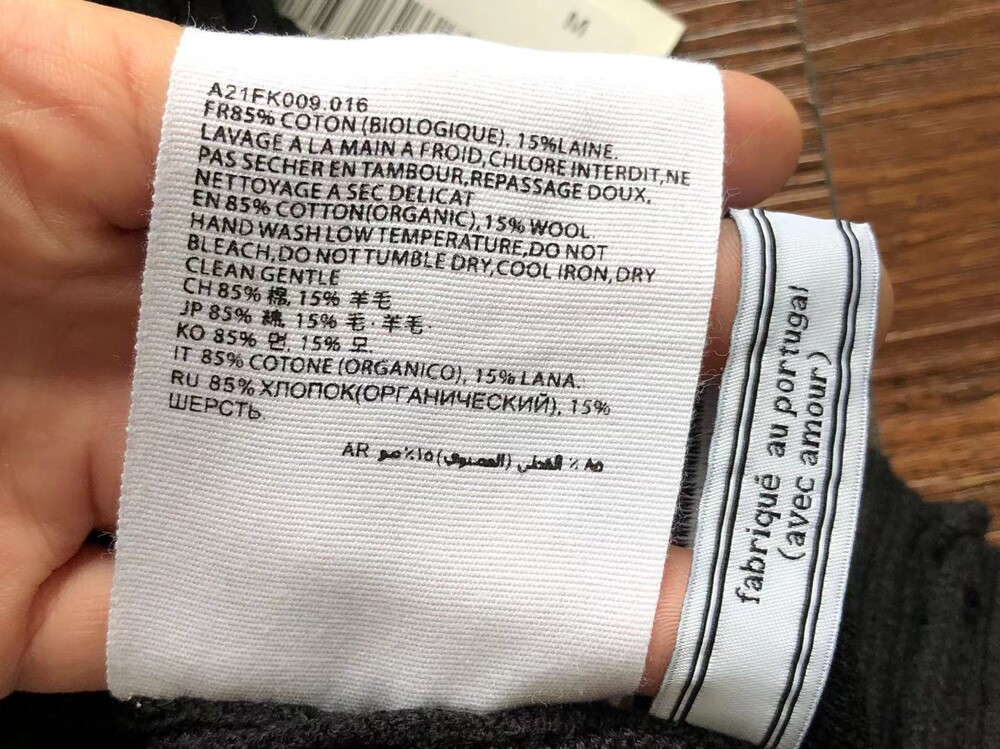 M
A21FK009.016
FR85% COTON (BIOLOGIQUE), 15%LAINE.
LAVAGE A LA MAIN A FROID,CHLORE INTERDIT,NE
PAS SECHER EN TAMBOUR,REPASSAGE DOUX,
NETTOYAGE A SEC DELICAT
EN 85% COTTON(ORGANIC), 15% WOOL.
HAND WASH LOW TEMPERATURE,DO NOT
BLEACH,DO NOT TUMBLE DRY,COOL IRON,DRY
CLEAN GENTLE
CH 85% 棉, 15% 羊毛
JP 85% 綿, 15% 毛·羊毛·
KO 85% 면, 15% 모.
IT 85% COTONE (ORGANICO), 15% LANA.
RU 85% ХЛОПОК(ОРГАНИЧЕСКИЙ), 15%
ШЕРСТЬ.
AR
fabriqué au portugal
(avec amour)